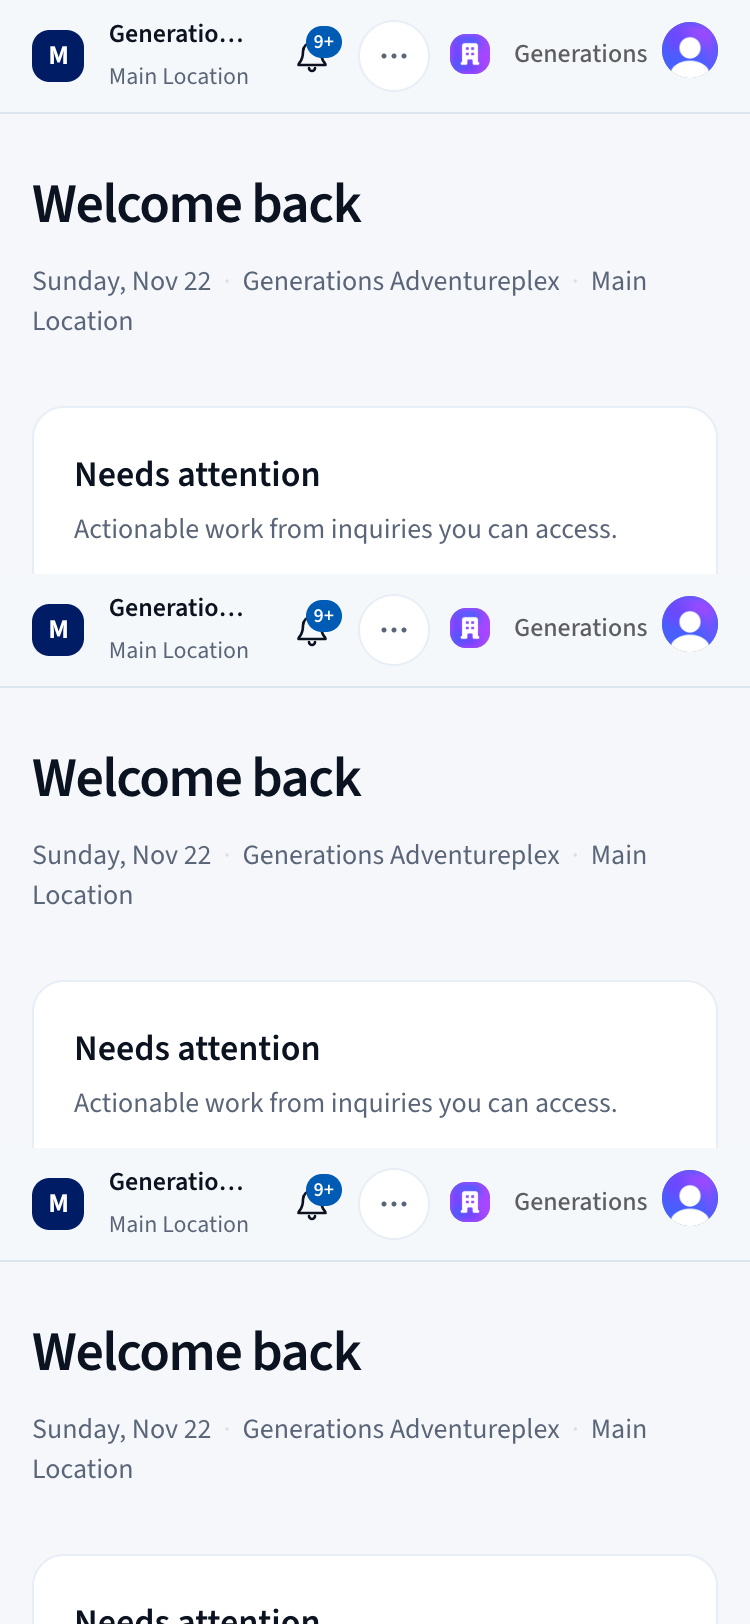 M
Generatio...
Main Location
9+
Generations
Welcome back
Sunday, Nov 22 · Generations Adventureplex · Main
Location
Needs attention
Actionable work from inquiries you can access.
M
Generatio...
Main Location
9+
Generations
Welcome back
Sunday, Nov 22 · Generations Adventureplex · Main
Location
Needs attention
Actionable work from inquiries you can access.
M
Generatio...
Main Location
9+
Generations
Welcome back
Sunday, Nov 22 · Generations Adventureplex · Main
Location
Needs attention